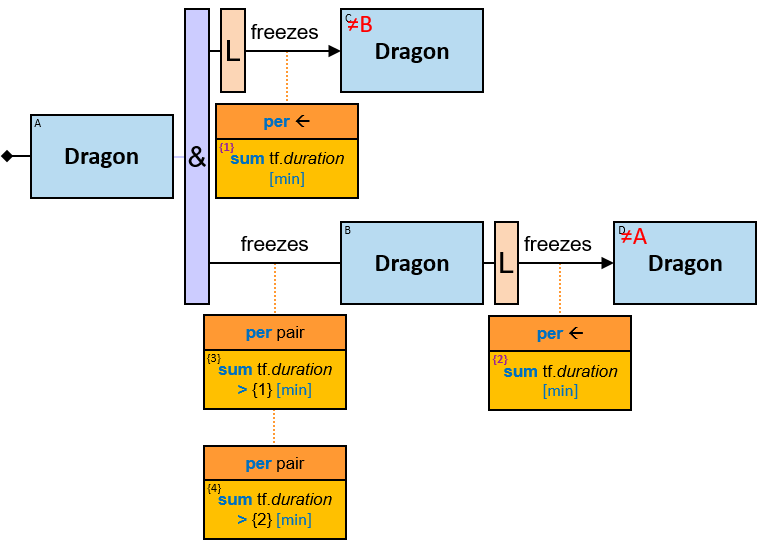 freezes
C
≠B
L
Dragon
per ←
A
{1}
sum tf.duration
[min]
Dragon
&
freezes
B
Dragon
L
freezes
D
≠A
Dragon
per pair
{3}
sum tf.duration
> {1} [min]
per ←
{2}
sum tf.duration
[min]
per pair
{4}
sum tf.duration
> {2} [min]